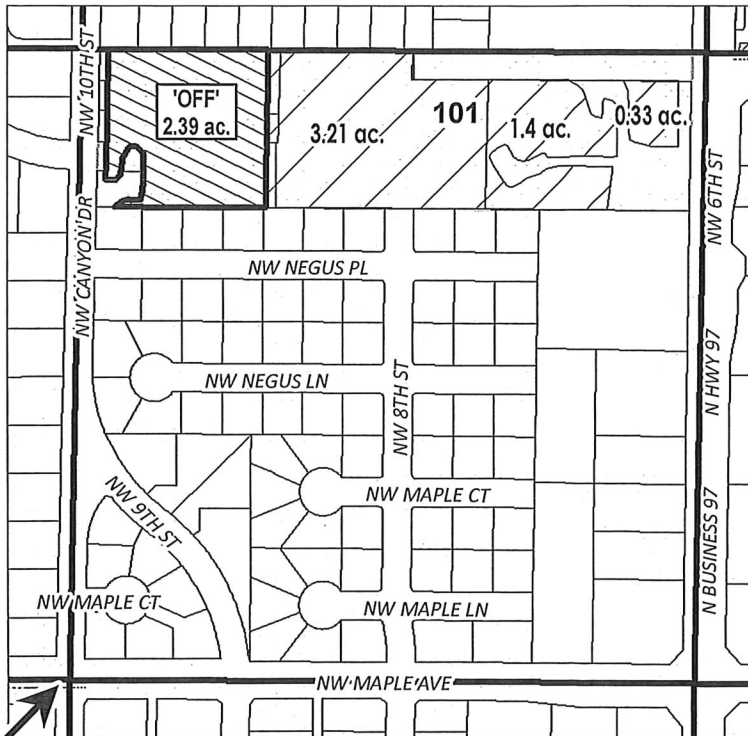 NW 10TH ST
'OFF'
2.39 ac.
3.21 ac.
101
1.4 ac.
0.33 ac.
NW 6TH ST
NW CANYON DR
NW NEGUS PL
NW NEGUS LN
NW 8TH ST
N HWY 97
NW MAPLE CT
NW 9TH ST
N BUSINESS 97
NW MAPLE CT
NW MAPLE LN
NW MAPLE AVE